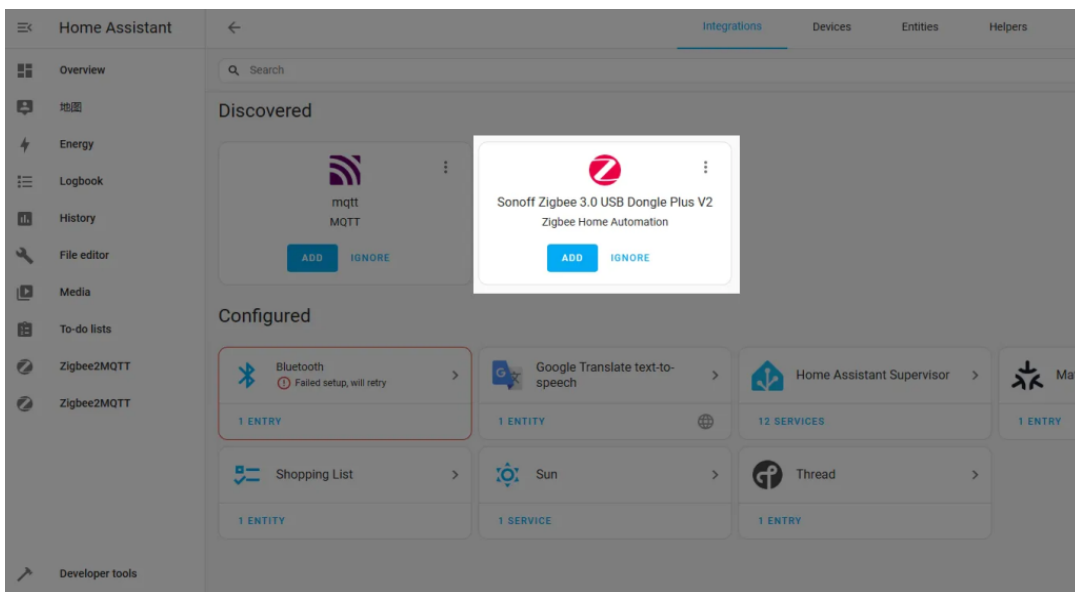 Home Assistant
Integrations
Devices
Entities
Helpers
Overview
地图
Energy
Logbook
History
File editor
Media
To-do lists
Zigbee2MQTT
Zigbee2MQTT
Developer tools
Search
Discovered
mqtt
MQTT
ADD IGNORE
Sonoff Zigbee 3.0 USB Dongle Plus V2
Zigbee Home Automation
ADD IGNORE
Configured
Bluetooth
Failed setup, will retry
1 ENTRY
Google Translate text-to-
speech
1 ENTITY
Home Assistant Supervisor
12 SERVICES
Ma
1 ENTRY
Shopping List
1 ENTITY
Sun
1 SERVICE
Thread
1 ENTRY